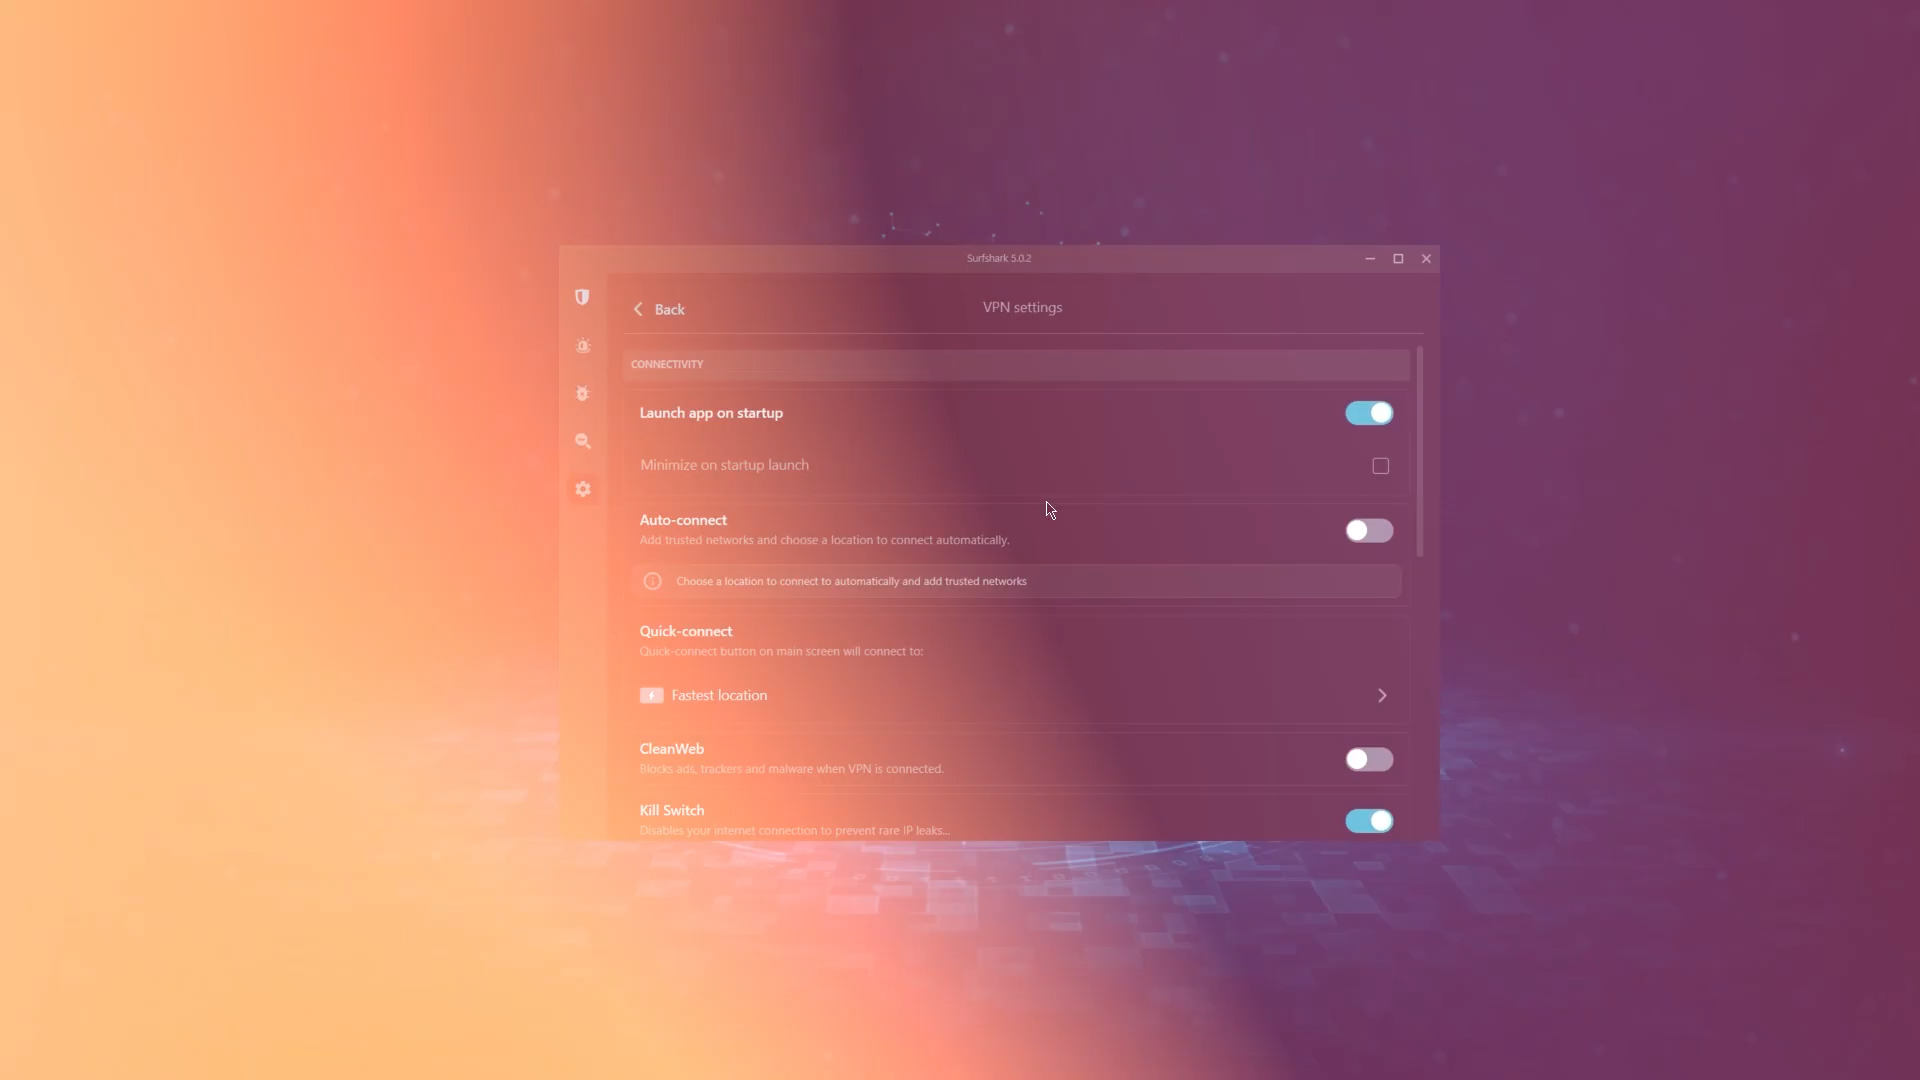 Surfshark 5.0.2
Back
VPN settings
CONNECTIVITY
Launch app on startup
Minimize on startup launch
Auto-connect
Add trusted networks and choose a location to connect automatically.
Choose a location to connect to automatically and add trusted networks
Quick-connect
Quick-connect button on main screen will connect to:
Fastest location
CleanWeb
Blocks ads, trackers and malware when VPN is connected.
Kill Switch
Disables your internet connection to prevent rare IP leaks...